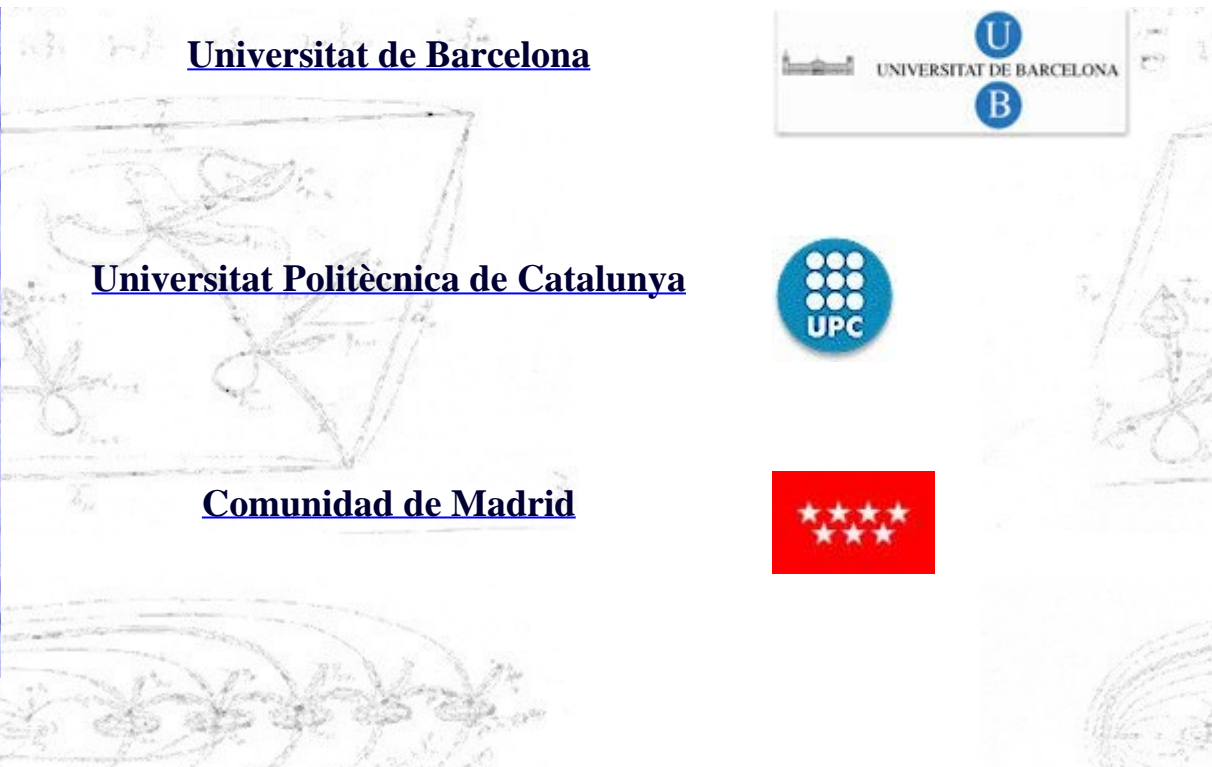 Universitat de Barcelona
U
UNIVERSITAT DE BARCELONA
B
Universitat Politècnica de Catalunya
UPC
Comunidad de Madrid